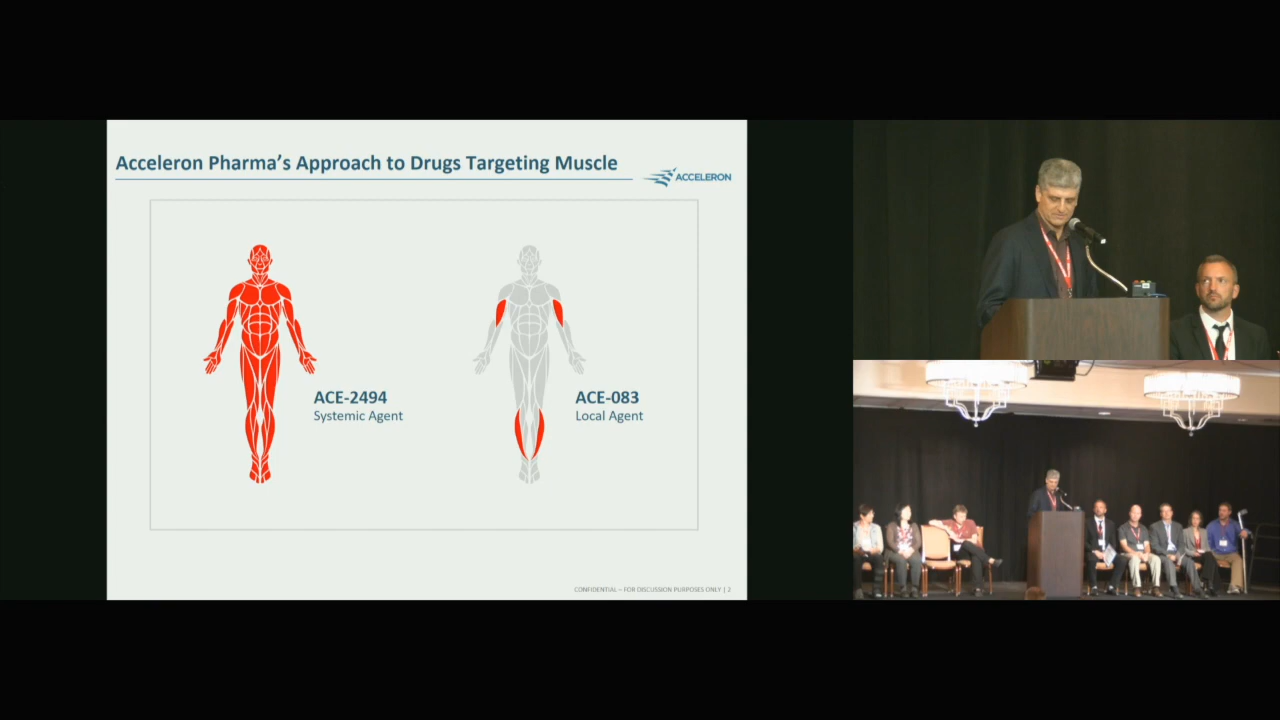 Acceleron Pharma's Approach to Drugs Targeting Muscle
ACCELERON
ACE-2494
Systemic Agent
ACE-083
Local Agent
CONFIDENTIAL – FOR DISCUSSION PURPOSES ONLY | 2